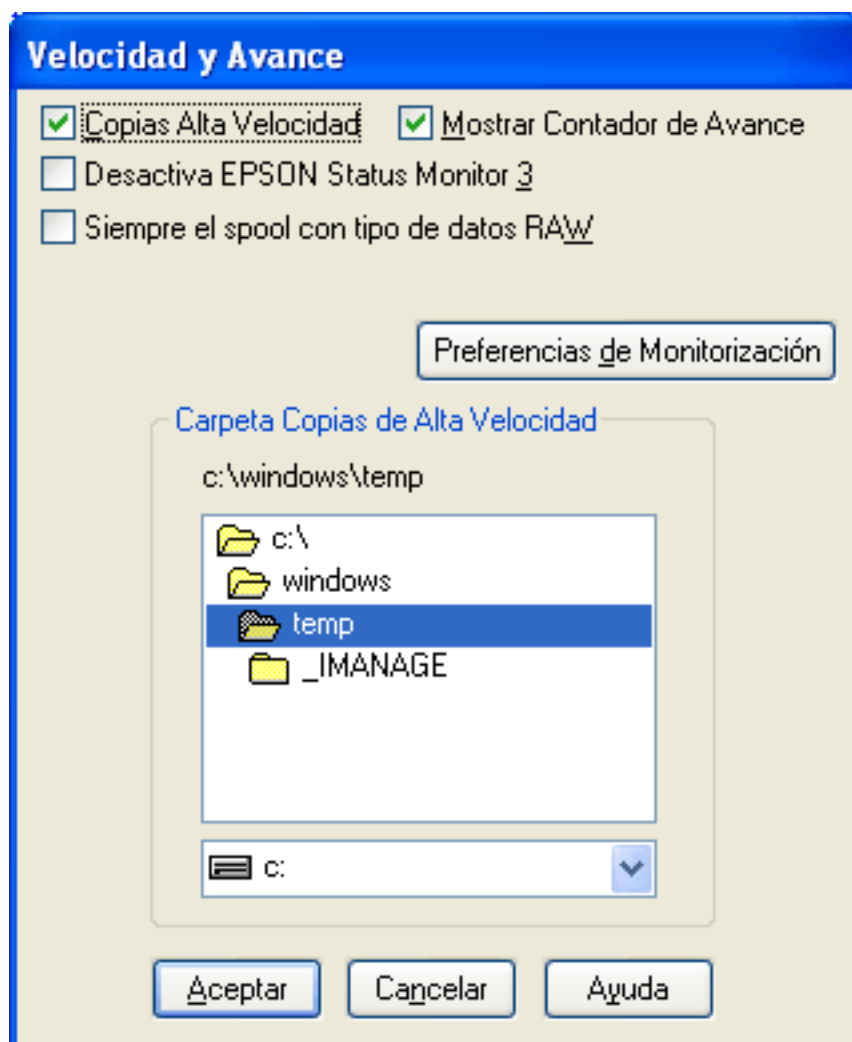 Velocidad y Avance
Copias Alta Velocidad Mostrar Contador de Avance
Desactiva EPSON Status Monitor 3
Siempre el spool con tipo de datos RAW
Preferencias de Monitorización
Carpeta Copias de Alta Velocidad
c:\windows\temp
c:\
windows
temp
_IMANAGE
c:
Aceptar Cancelar Ayuda